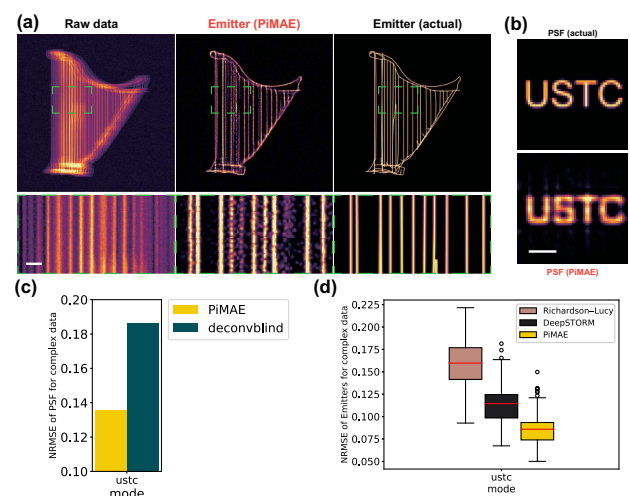 (a)
Raw data
Emitter (PiMAE)
Emitter (actual)
(b)
PSF (actual)
USTC
USTC
PSF (PiMAE)
(c)
NRMSE of PSF for complex data
0.20
0.18
0.16
0.14
0.12
0.10
ustc
mode
PiMAE
deconvblind
(d)
NRMSE of Emitters for complex data
0.225
0.200
0.175
0.150
0.125
0.100
0.075
0.050
ustc
mode
Richardson-Lucy
DeepSTORM
PiMAE